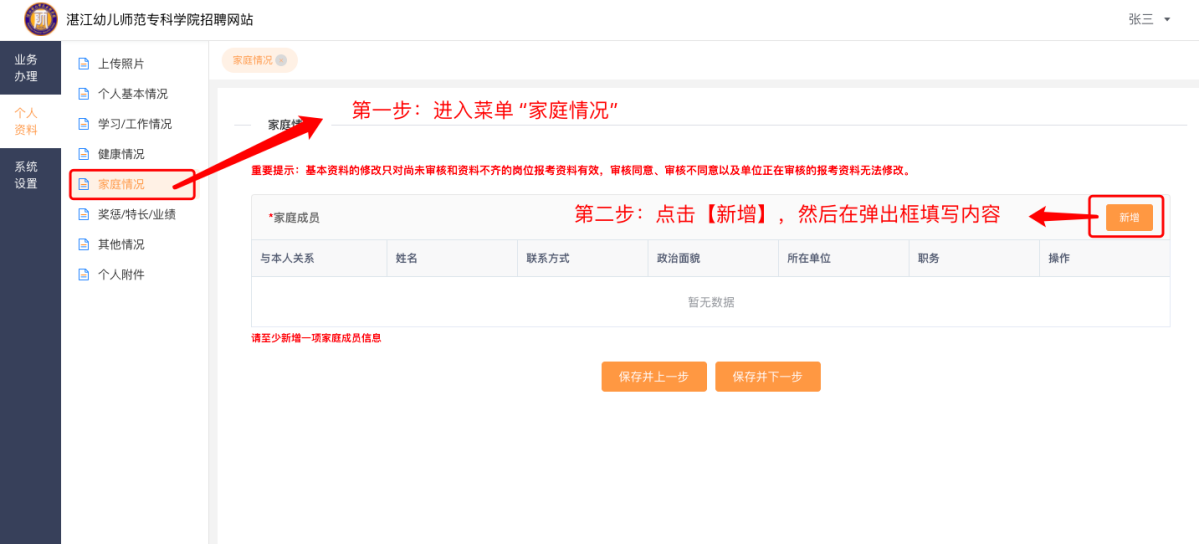 湛江幼儿师范专科学院招聘网站
张三
业务
办理
个人
资料
系统
设置
上传照片
个人基本情况
学习/工作情况
健康情况
家庭情况
奖惩/特长/业绩
其他情况
个人附件
家庭情况
第一步：进入菜单“家庭情况”
家庭情
重要提示：基本资料的修改只对尚未审核和资料不齐的岗位报考资料有效，审核同意、审核不同意以及单位正在审核的报考资料无法修改。
*家庭成员
第二步：点击【新增】，然后在弹出框填写内容
新增
与本人关系 姓名 联系方式 政治面貌 所在单位 职务 操作
暂无数据
请至少新增一项家庭成员信息
保存并上一步 保存并下一步